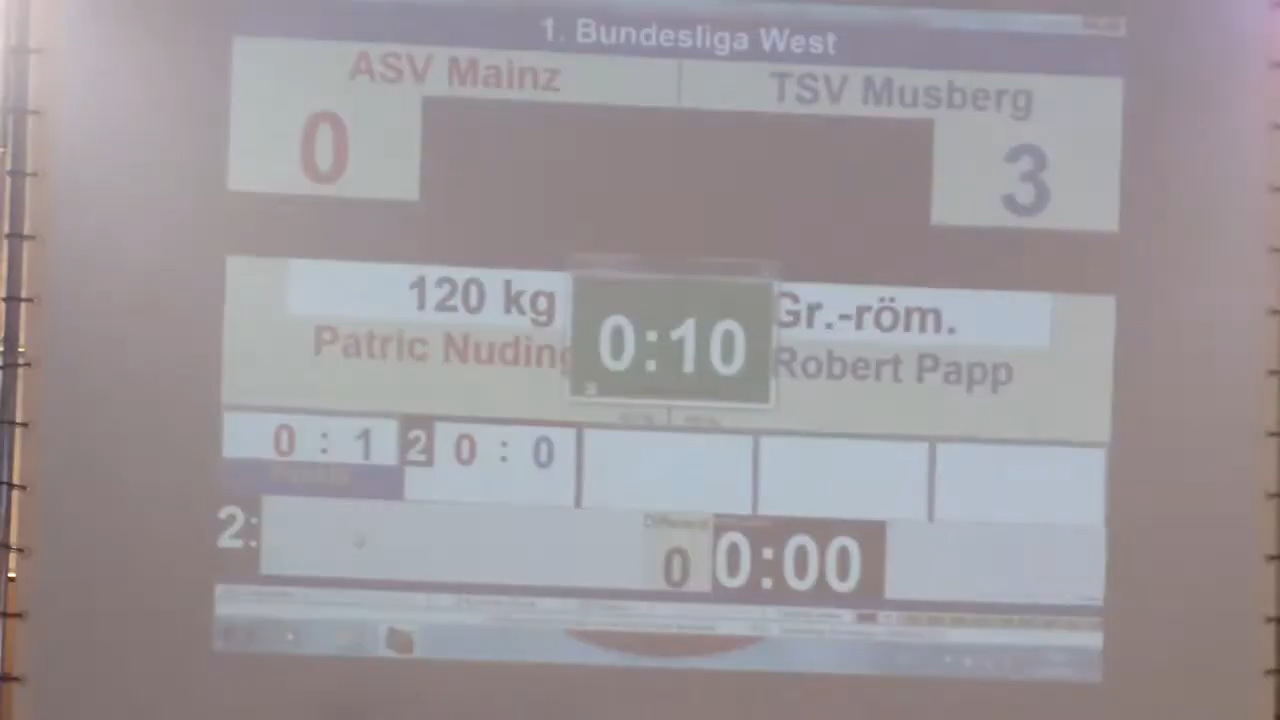 1. Bundesliga West
ASV Mainz TSV Musberg
0 3
120 kg Gr.-röm.
0:10
Patric Nuding Robert Papp
0 : 1 2 0 : 0
2: 0 0:00